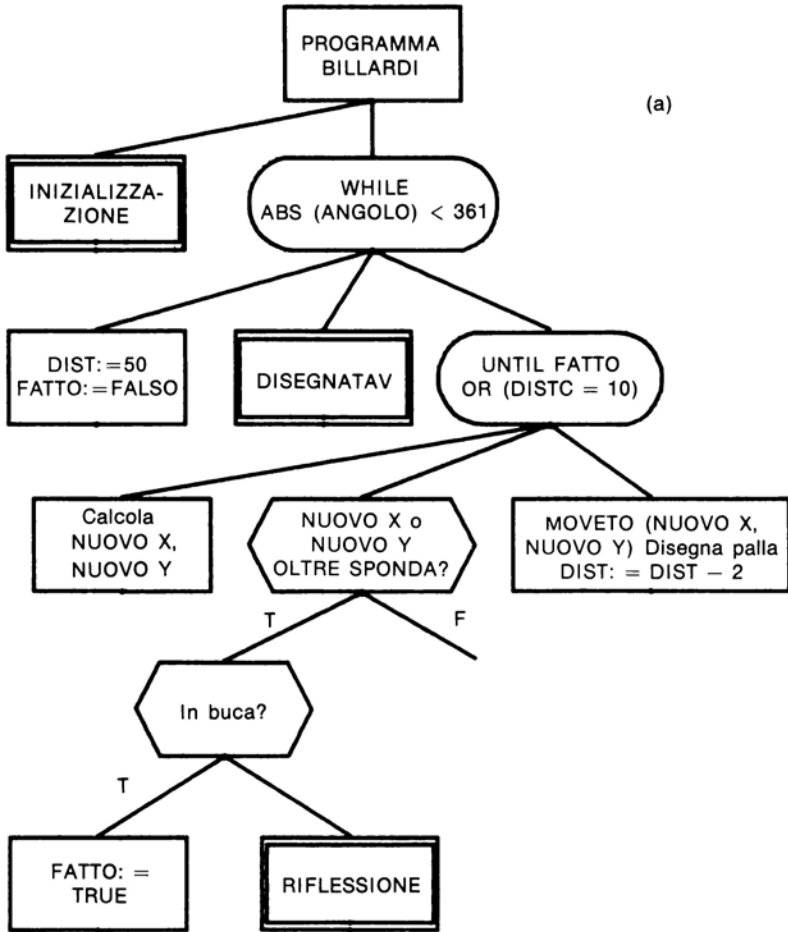 PROGRAMMA
BILLARDI
(a)
INIZIALIZZA-
ZIONE
WHILE
ABS (ANGOLO) < 361
DIST: =50
FATTO: =FALSO
DISEGNATAV
UNTIL FATTO
OR (DISTC = 10)
Calcola
NUOVO X,
NUOVO Y
NUOVO X o
NUOVO Y
OLTRE SPONDA?
MOVETO (NUOVO X,
NUOVO Y) Disegna palla
DIST: = DIST − 2
T
F
In buca?
T
FATTO: =
TRUE
RIFLESSIONE